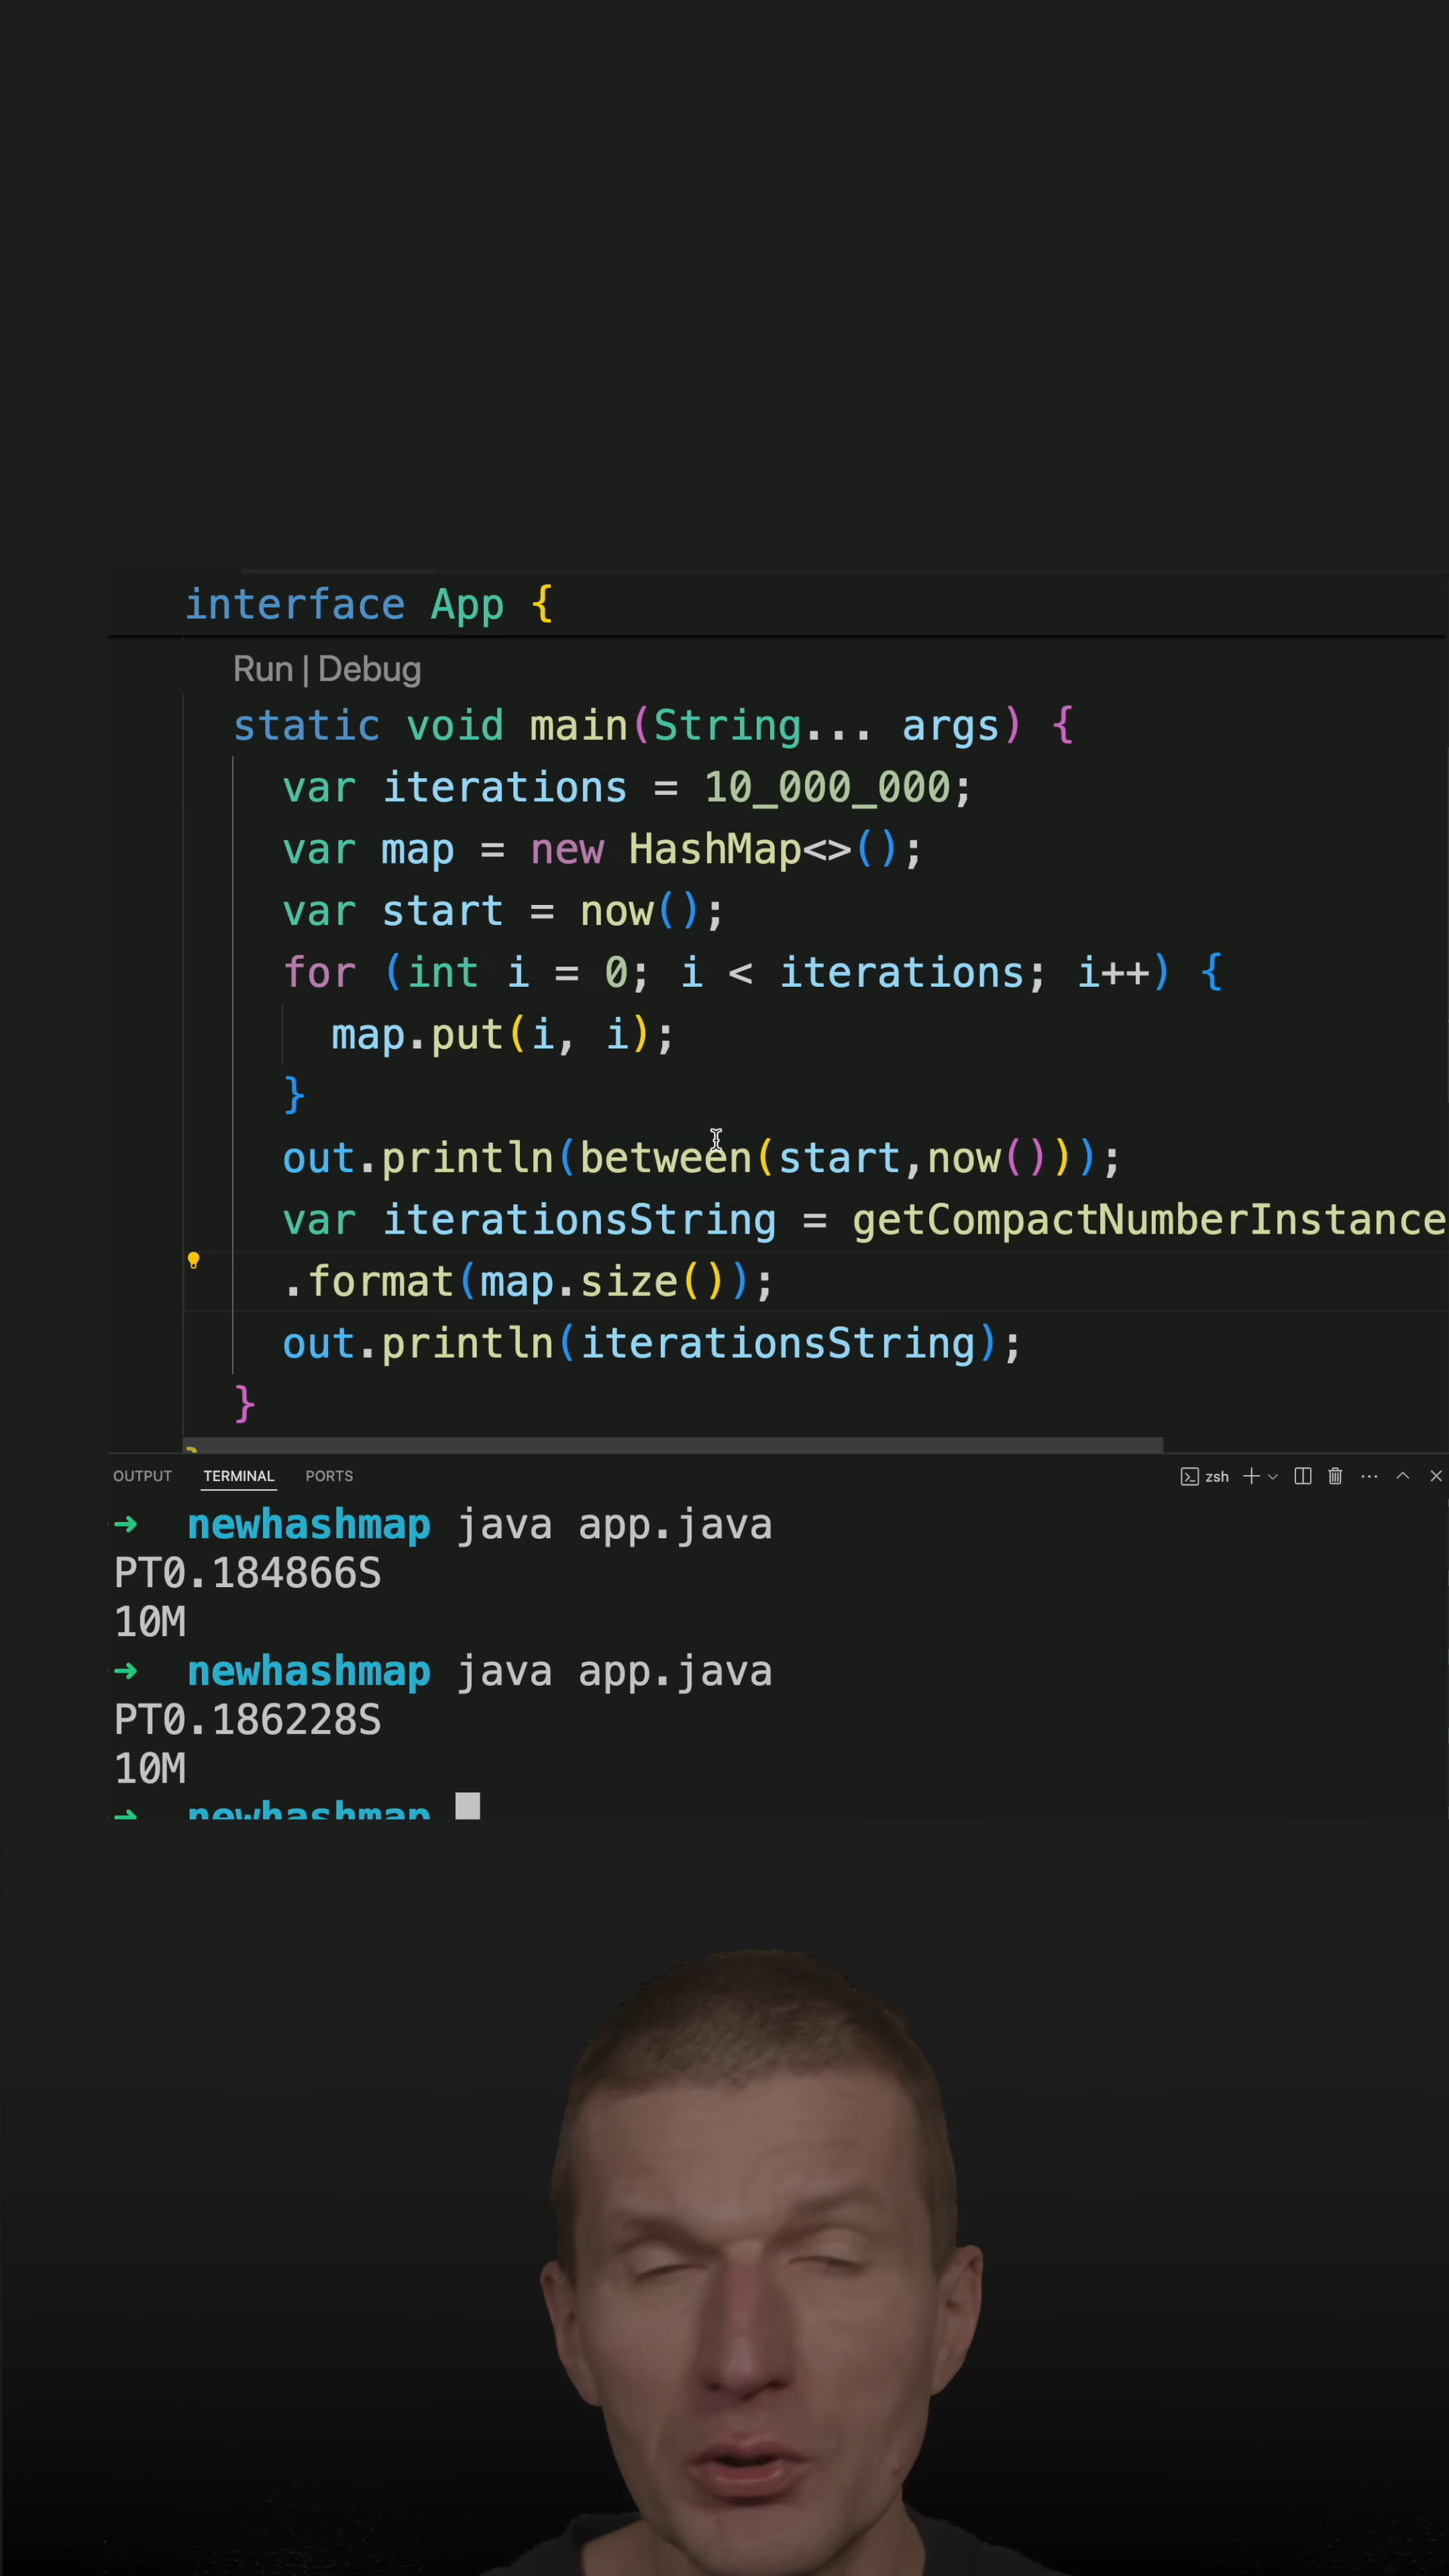 interface App {
Run | Debug
static void main(String... args) {
var iterations = 10_000_000;
var map = new HashMap<>();
var start = now();
for (int i = 0; i < iterations; i++) {
map.put(i, i);
}
out.println(between(start,now()));
var iterationsString = getCompactNumberInstance
.format(map.size());
out.println(iterationsString);
}
OUTPUT TERMINAL PORTS zsh
→ newhashmap java app.java
PT0.184866S
10M
→ newhashmap java app.java
PT0.186228S
10M
→ newhashmap